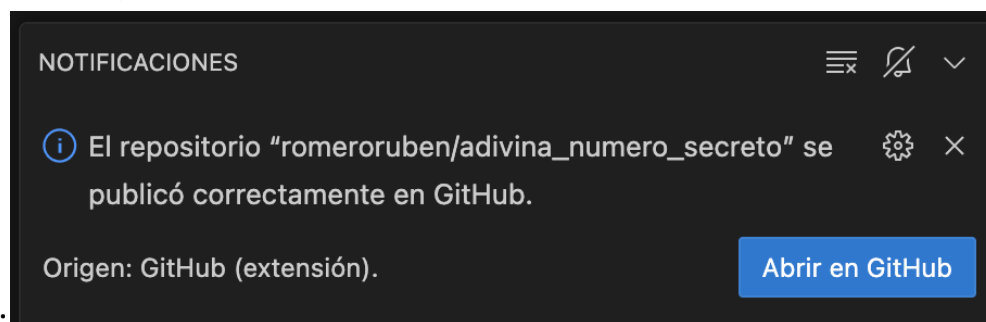 NOTIFICACIONES
El repositorio “romeroruben/adivina_numero_secreto” se
publicó correctamente en GitHub.
Origen: GitHub (extensión).
Abrir en GitHub